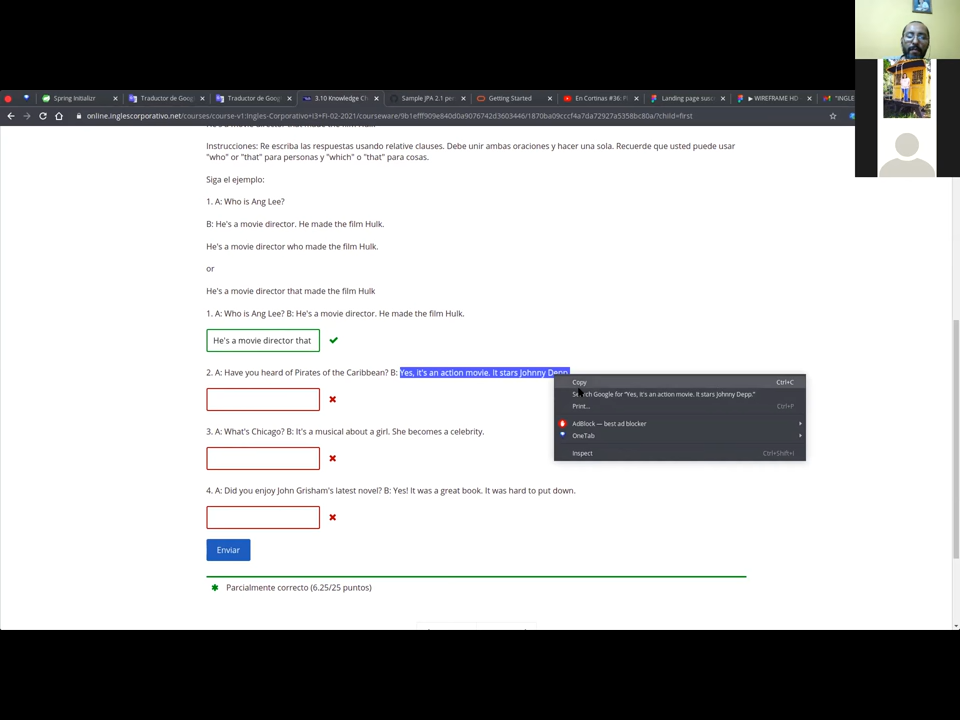 Spring Initializr
Traductor de Goog
Traductor de Goog
3.10 Knowledge Ch
Sample JPA 2.1 per
Getting Started
En Cortinas #36: P
Landing page suso
▶ WIREFRAME HD
"INGLE
online.inglescorporativo.net/courses/course-v1:Ingles-Corporativo+I3+FI-02-2021/courseware/
Instrucciones: Re escriba las respuestas usando relative clauses. Debe unir ambas oraciones y hacer una sola. Recuerde que usted puede usar
"who" or "that" para personas y "which" o "that" para cosas.
Siga el ejemplo:
1. A: Who is Ang Lee?
B: He's a movie director. He made the film Hulk.
He's a movie director who made the film Hulk.
or
He's a movie director that made the film Hulk
1. A: Who is Ang Lee? B: He's a movie director. He made the film Hulk.
He's a movie director that
2. A: Have you heard of Pirates of the Caribbean? B: Yes, it's an action movie. It stars Johnny Depp.
Copy Ctrl+C
Search Google for "Yes, it's an action movie. It stars Johnny Depp."
Print... Ctrl+P
AdBlock — best ad blocker
OneTab
Inspect Ctrl+Shift+I
3. A: What's Chicago? B: It's a musical about a girl. She becomes a celebrity.
4. A: Did you enjoy John Grisham's latest novel? B: Yes! It was a great book. It was hard to put down.
Enviar
Parcialmente correcto (6.25/25 puntos)